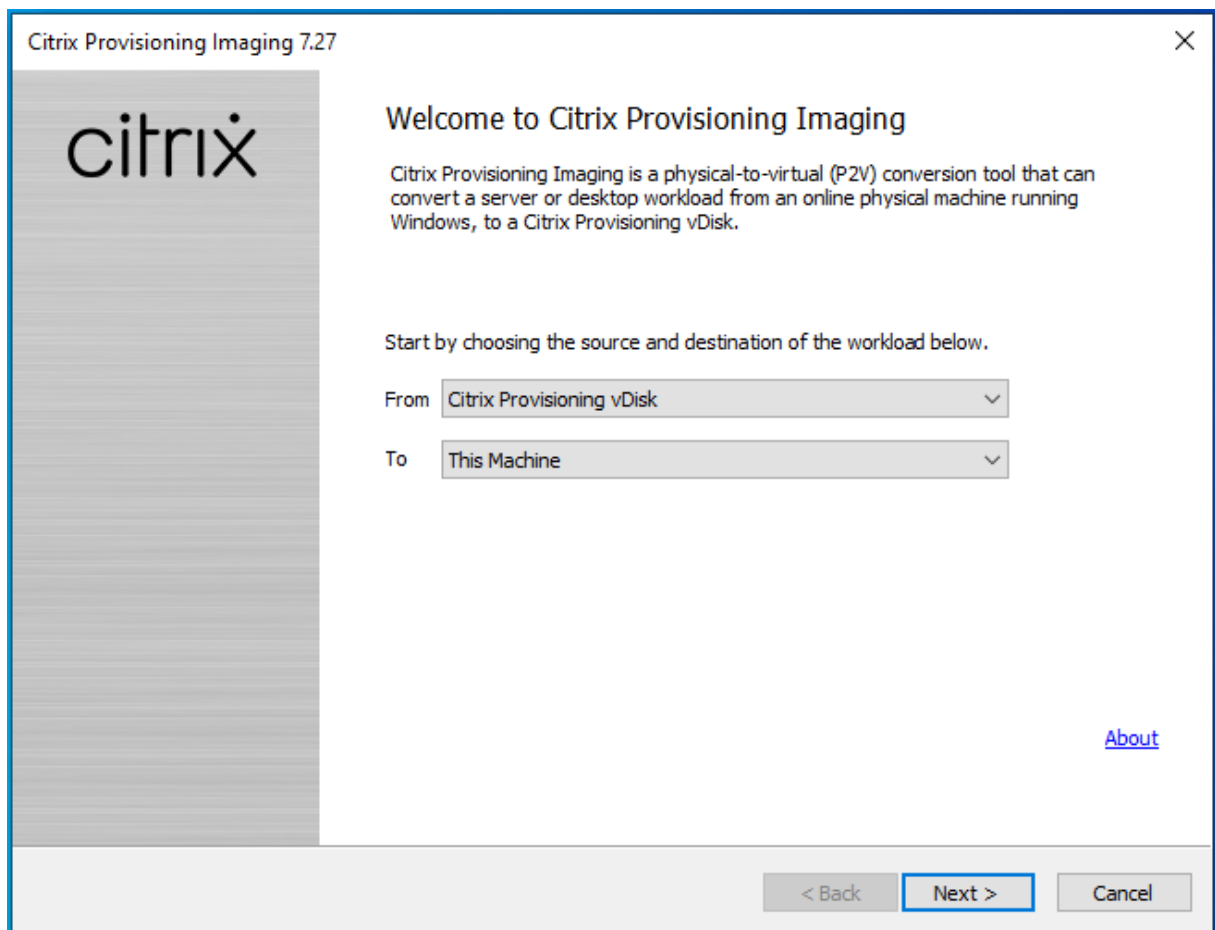 Citrix Provisioning Imaging 7.27
citrix
Welcome to Citrix Provisioning Imaging
Citrix Provisioning Imaging is a physical-to-virtual (P2V) conversion tool that can
convert a server or desktop workload from an online physical machine running
Windows, to a Citrix Provisioning vDisk.
Start by choosing the source and destination of the workload below.
From Citrix Provisioning vDisk
To This Machine
About
< Back Next > Cancel